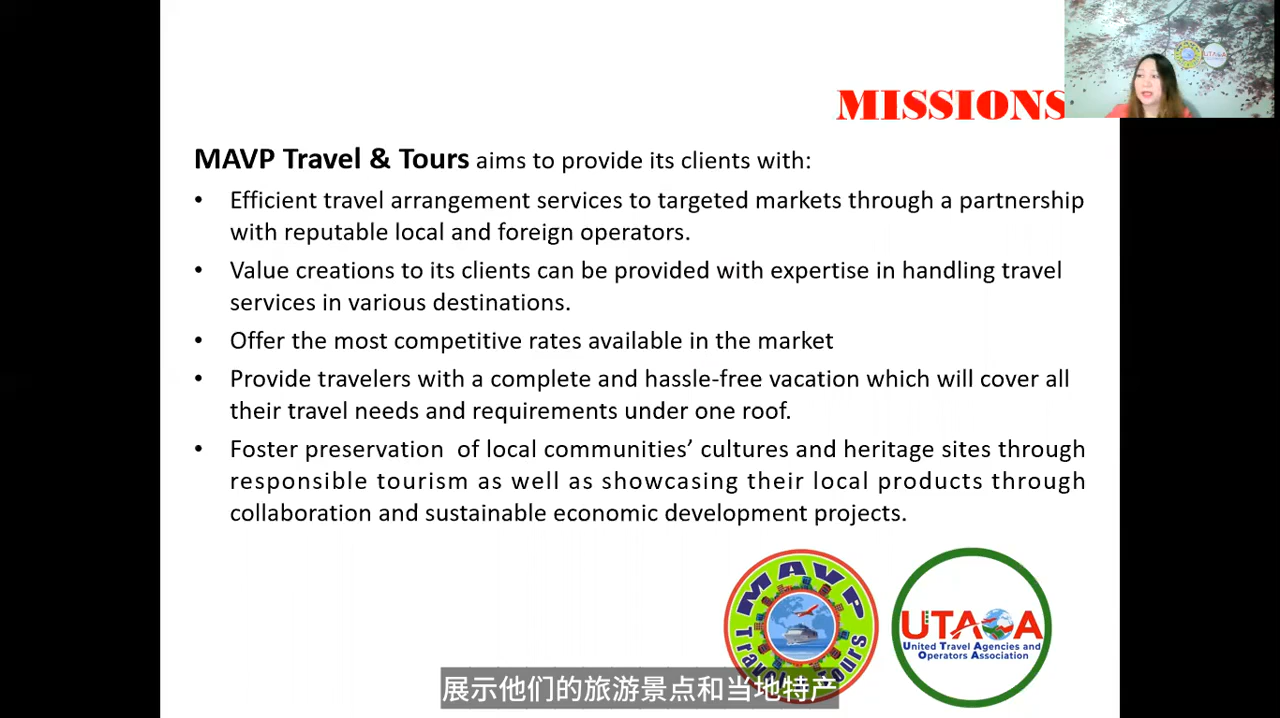 MISSIONS
UTAOA
MAVP Travel & Tours aims to provide its clients with:
• Efficient travel arrangement services to targeted markets through a partnership
with reputable local and foreign operators.
• Value creations to its clients can be provided with expertise in handling travel
services in various destinations.
• Offer the most competitive rates available in the market
• Provide travelers with a complete and hassle-free vacation which will cover all
their travel needs and requirements under one roof.
• Foster preservation of local communities’ cultures and heritage sites through
responsible tourism as well as showcasing their local products through
collaboration and sustainable economic development projects.
MAVP
Travel & Tours
UTAOA
United Travel Agencies and
Operators Association
展示他们的旅游景点和当地特产